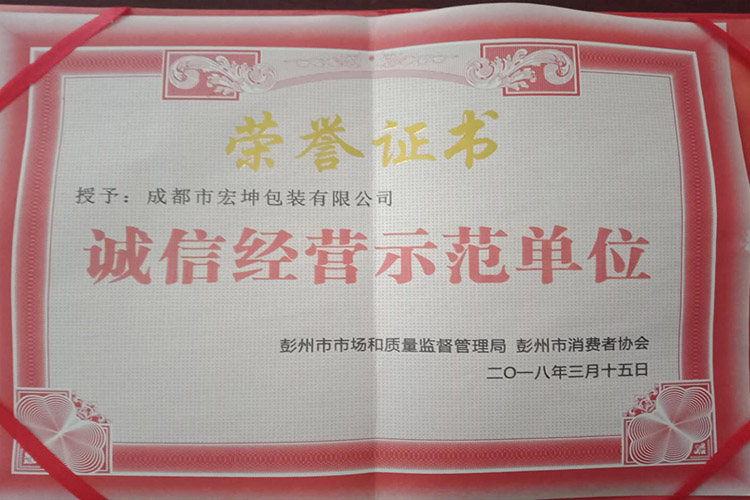 荣誉证书
授予：成都市宏坤包装有限公司
诚信经营示范单位
彭州市市场和质量监督管理局 彭州市消费者协会
二〇一八年三月十五日